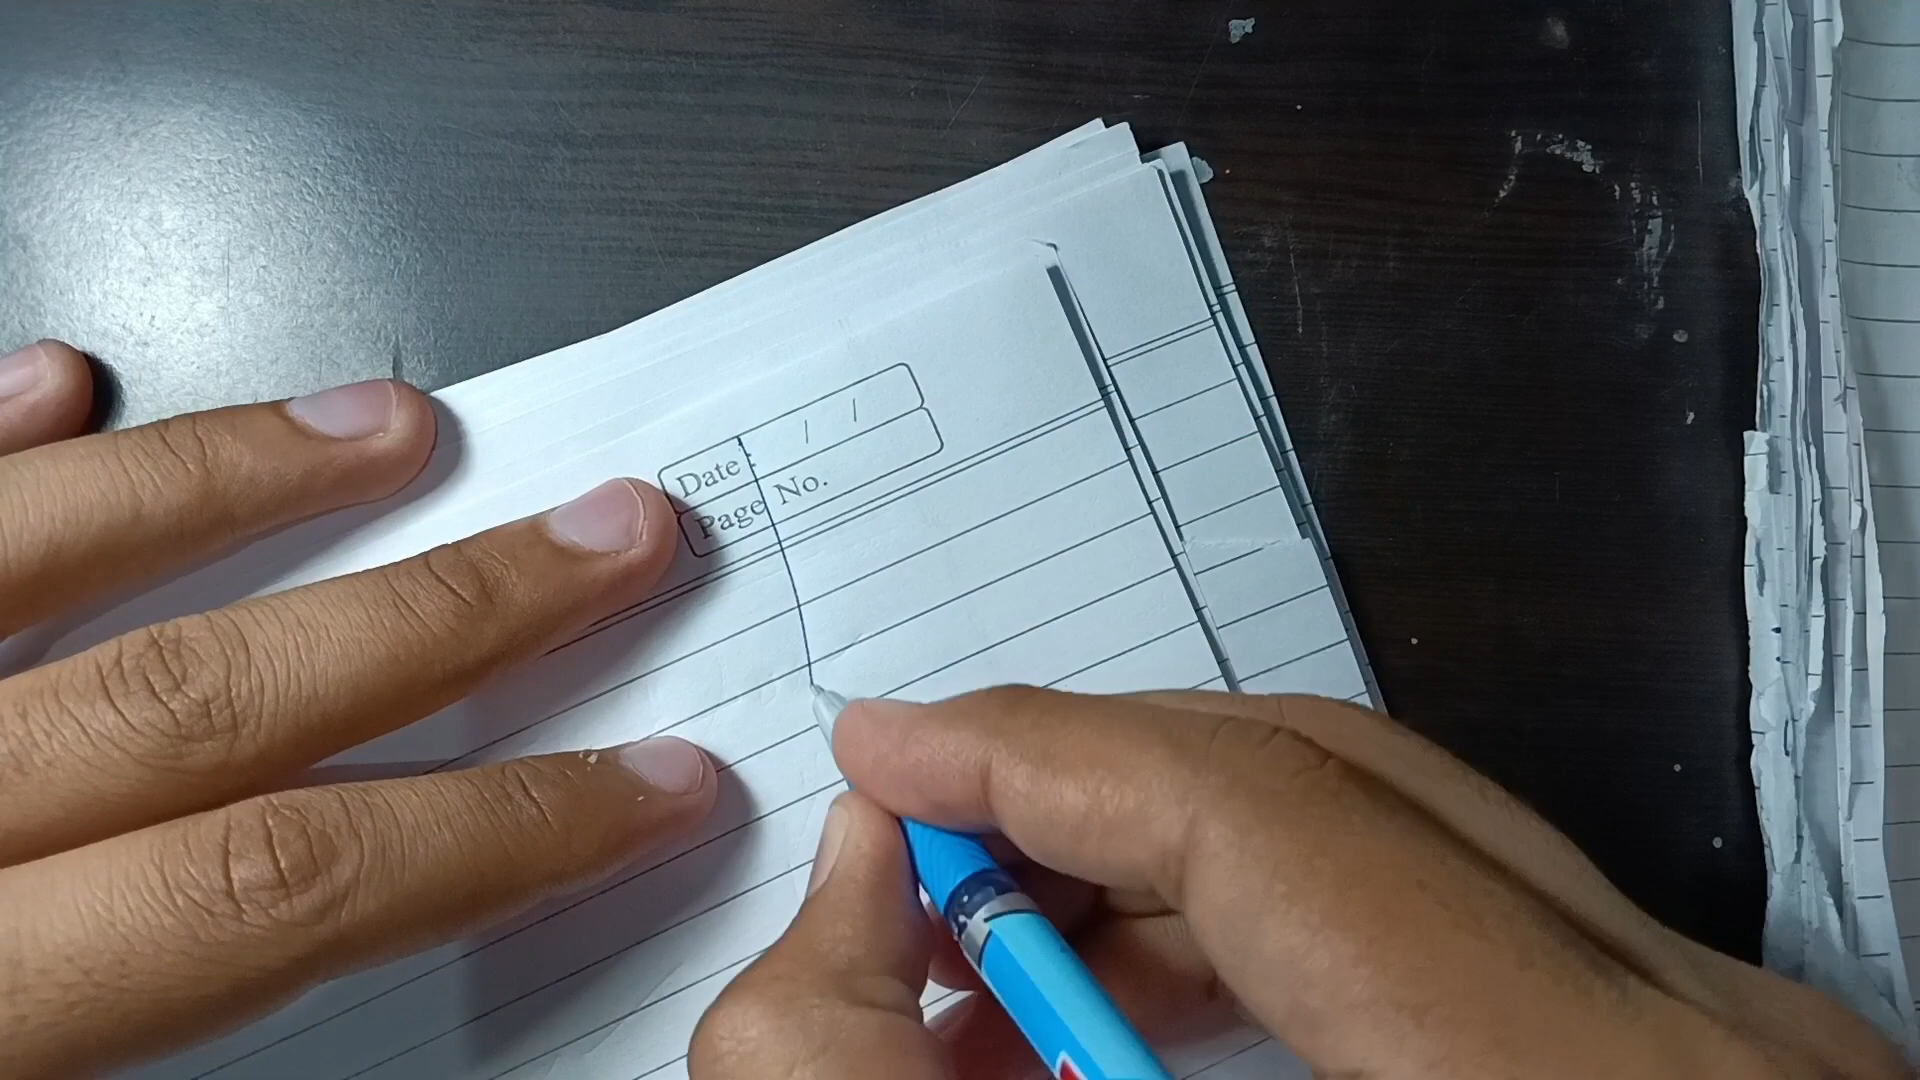 Date : / /
Page No.